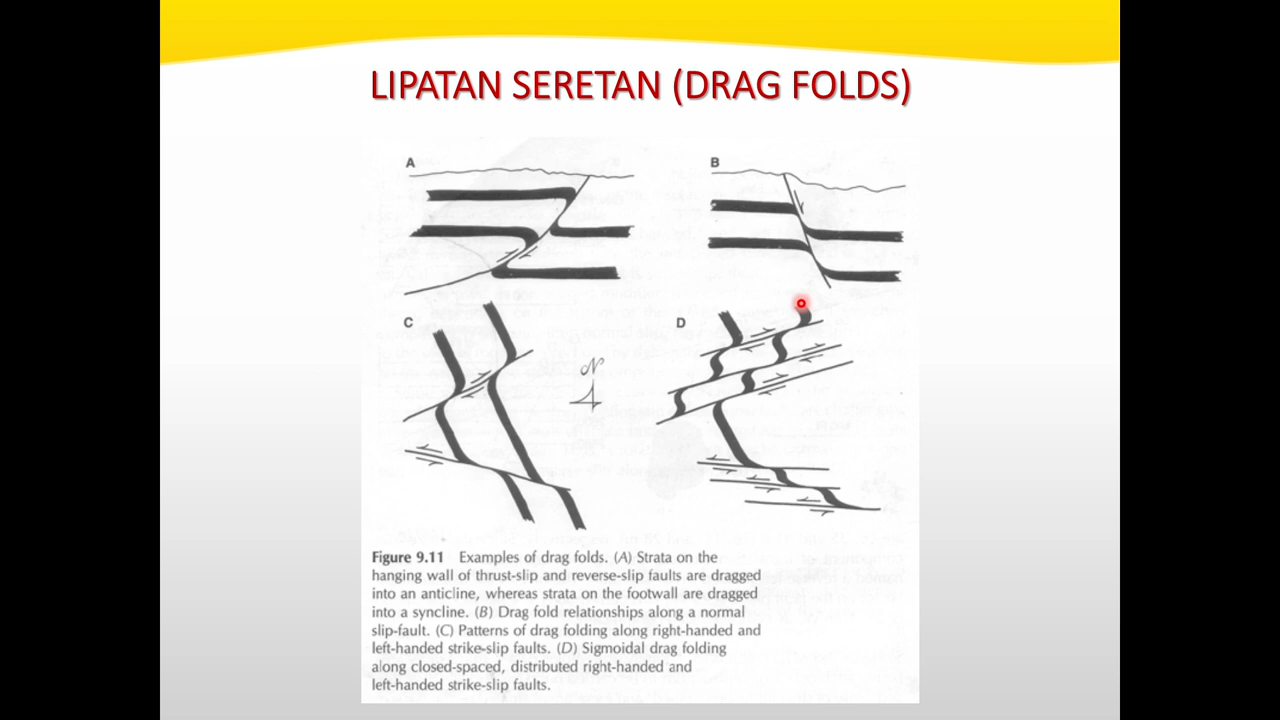 LIPATAN SERETAN (DRAG FOLDS)
A
B
C
N
D
Figure 9.11 Examples of drag folds. (A) Strata on the
hanging wall of thrust-slip and reverse-slip faults are dragged
into an anticline, whereas strata on the footwall are dragged
into a syncline. (B) Drag fold relationships along a normal
slip-fault. (C) Patterns of drag folding along right-handed and
left-handed strike-slip faults. (D) Sigmoidal drag folding
along closed-spaced, distributed right-handed and
left-handed strike-slip faults.